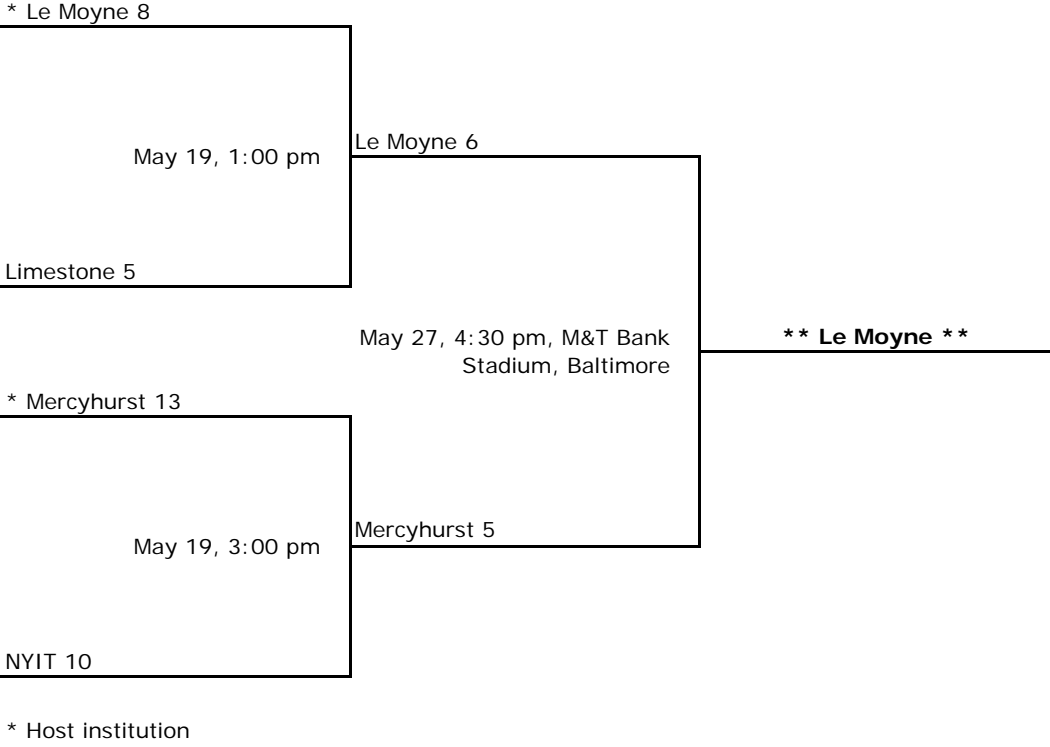 * Le Moyne 8
Le Moyne 6
May 19, 1:00 pm
Limestone 5
May 27, 4:30 pm, M&T Bank
Stadium, Baltimore
** Le Moyne **
* Mercyhurst 13
Mercyhurst 5
May 19, 3:00 pm
NYIT 10
* Host institution